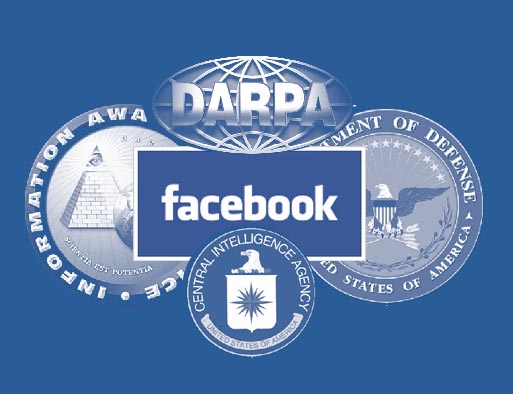 DARPA
INFORMATION AWA
ICE
SCIENTIA EST POTENTIA
MENT OF DEFENSE
STATES OF AMERICA
facebook
CENTRAL INTELLIGENCE AGENCY
UNITED STATES OF AMERICA